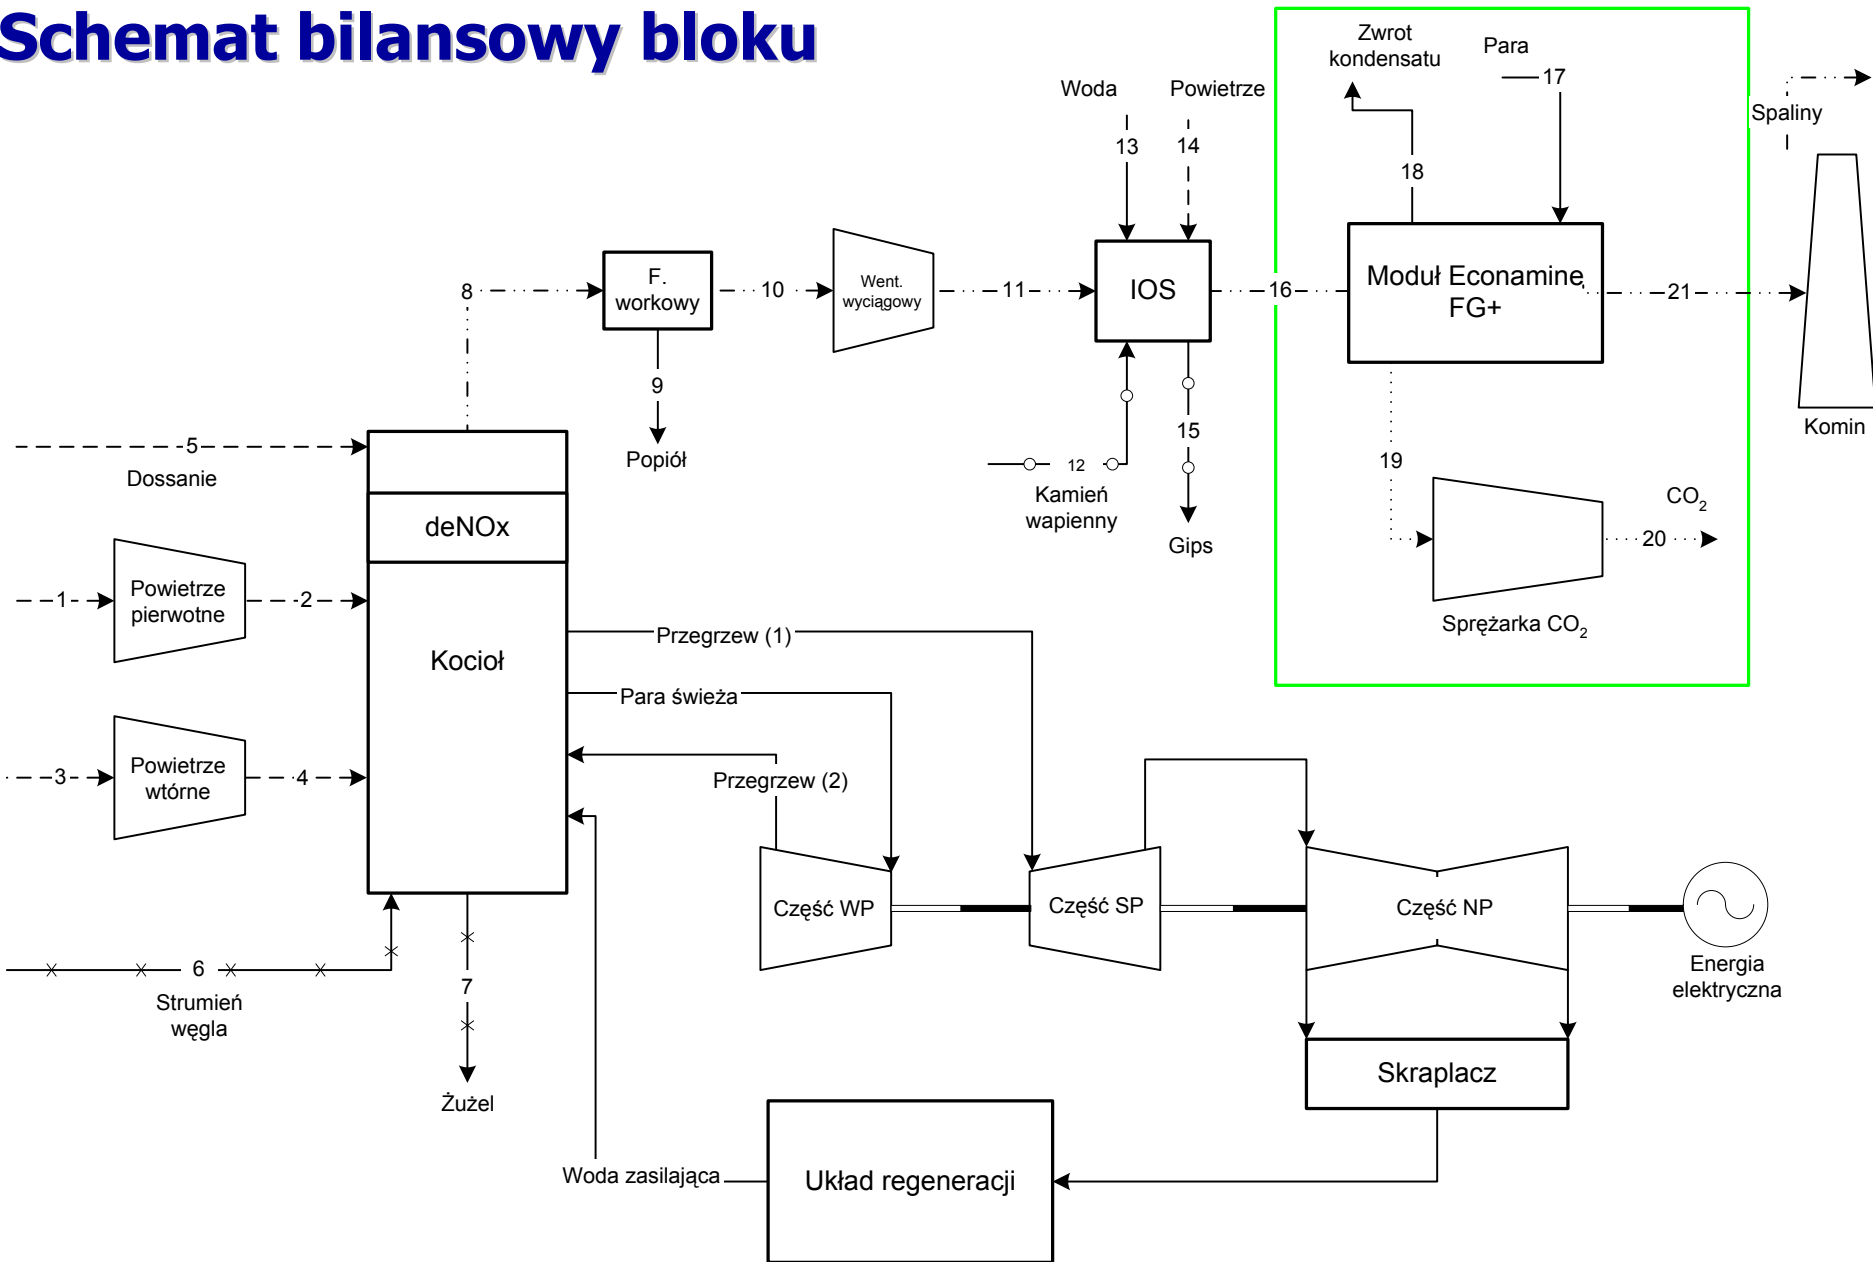 Schemat bilansowy bloku
Zwrot
kondensatu
Para
17
Spaliny
Woda
Powietrze
13
14
18
8
F.
workowy
10
Went.
wyciągowy
11
IOS
16
Moduł Econamine
FG+
21
9
Popiół
12
Kamień
wapienny
15
Gips
19
CO2
20
Sprężarka CO2
Komin
5
Dossanie
deNOx
1
Powietrze
pierwotne
2
Kocioł
Przegrzew (1)
Para świeża
3
Powietrze
wtórne
4
Przegrzew (2)
Część WP
Część SP
Część NP
Energia
elektryczna
6
Strumień
węgla
7
Żużel
Skraplacz
Woda zasilająca
Układ regeneracji